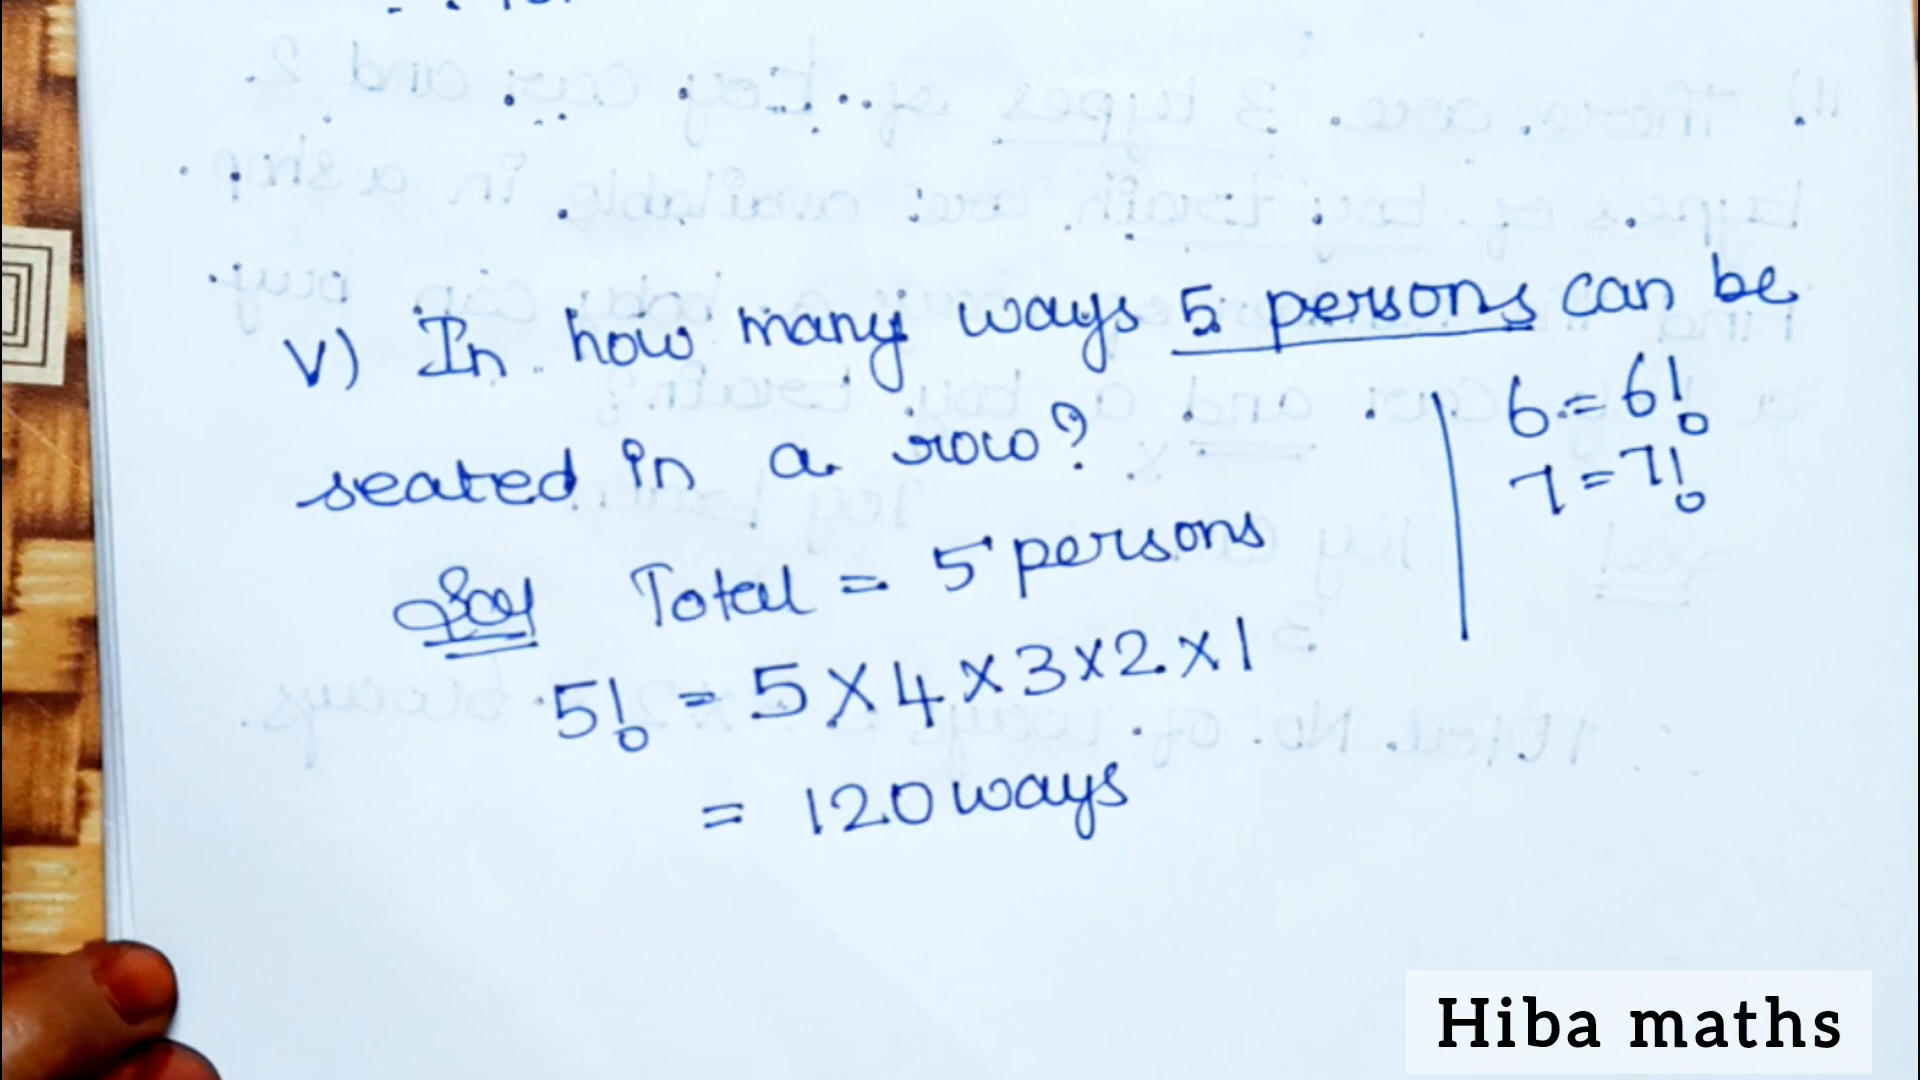 V) In how many ways 5 persons can be
seated in a row?
6 = 6!
7 = 7!
Sol Total = 5 persons
5! = 5 X 4 X 3 X 2 X 1
= 120 ways
Hiba maths